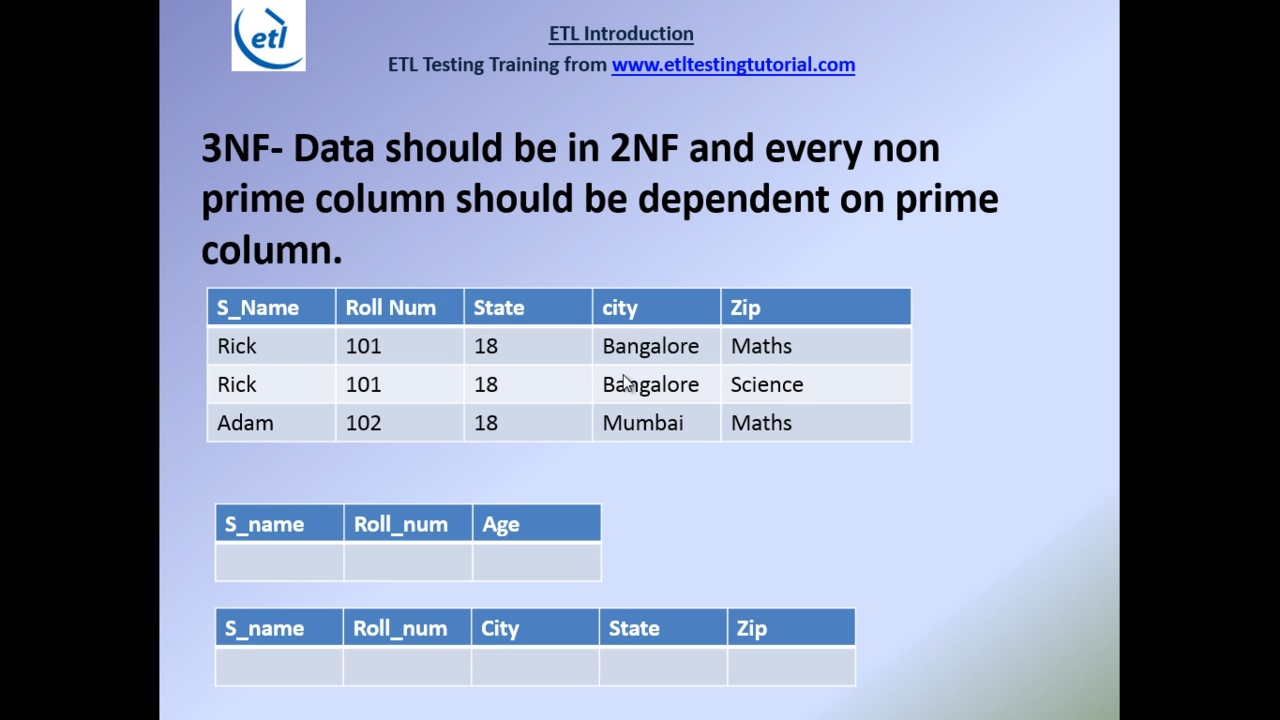 etl
ETL Introduction
ETL Testing Training from www.etltestingtutorial.com
3NF- Data should be in 2NF and every non
prime column should be dependent on prime
column.
S_Name Roll Num State city Zip
Rick 101 18 Bangalore Maths
Rick 101 18 Bangalore Science
Adam 102 18 Mumbai Maths
S_name Roll_num Age
S_name Roll_num City State Zip